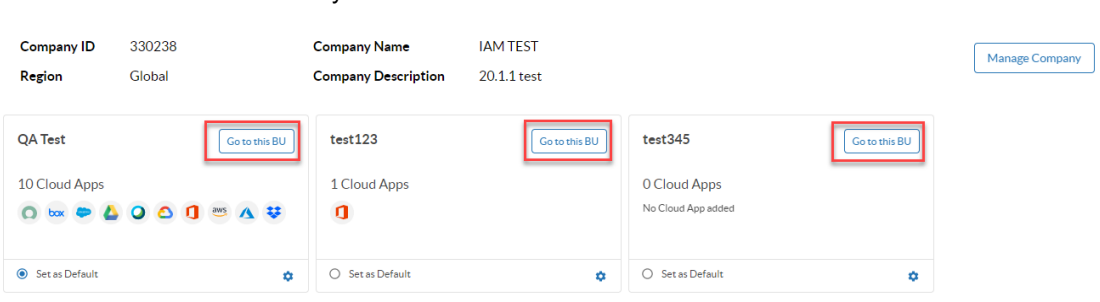 Company ID 330238 Company Name IAM TEST
Manage Company
Region Global Company Description 20.1.1 test
QA Test Go to this BU test123 Go to this BU test345 Go to this BU
10 Cloud Apps 1 Cloud Apps 0 Cloud Apps
box aws
No Cloud App added
Set as Default Set as Default Set as Default